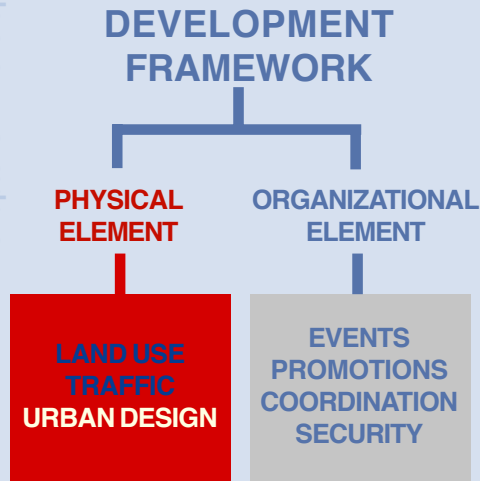 DEVELOPMENT
FRAMEWORK
PHYSICAL
ELEMENT
ORGANIZATIONAL
ELEMENT
LAND USE
TRAFFIC
URBAN DESIGN
EVENTS
PROMOTIONS
COORDINATION
SECURITY